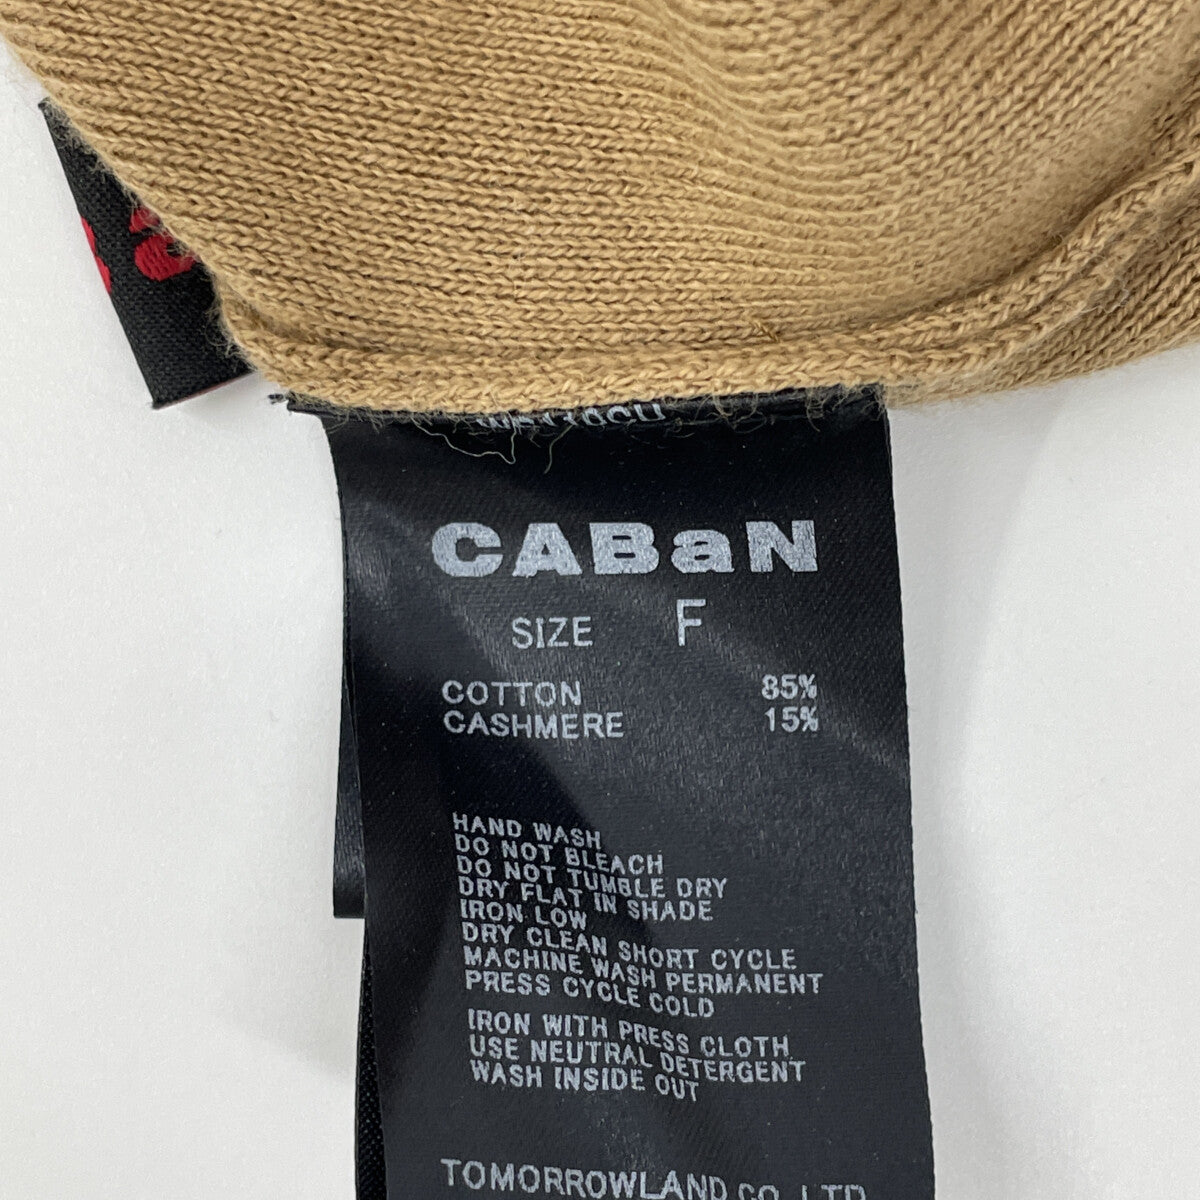 CABaN
SIZE F
COTTON 85%
CASHMERE 15%
HAND WASH
DO NOT BLEACH
DO NOT TUMBLE DRY
DRY FLAT IN SHADE
IRON LOW
DRY CLEAN SHORT CYCLE
MACHINE WASH PERMANENT
PRESS CYCLE COLD
IRON WITH PRESS CLOTH
USE NEUTRAL DETERGENT
WASH INSIDE OUT
TOMORROWLAND CO.,LTD.